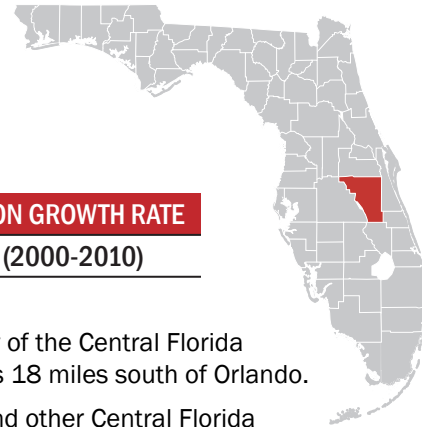 ON GROWTH RATE
(2000-2010)
of the Central Florida
18 miles south of Orlando.
nd other Central Florida